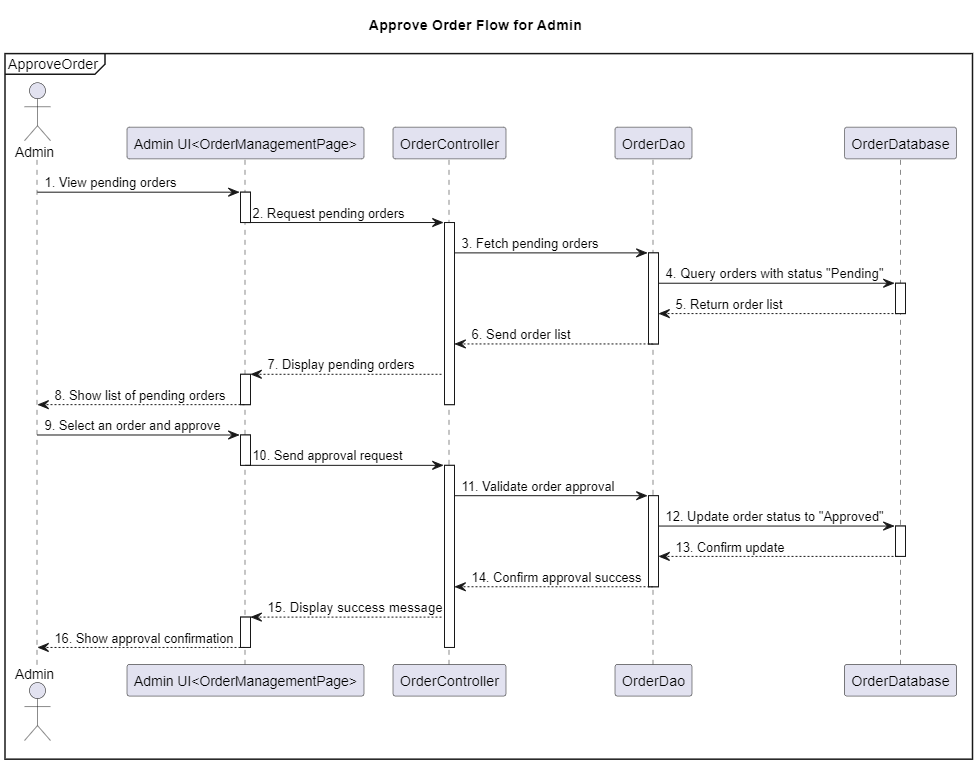 Approve Order Flow for Admin
ApproveOrder
Admin
Admin UI<OrderManagementPage>
OrderController
OrderDao
OrderDatabase
1. View pending orders
2. Request pending orders
3. Fetch pending orders
4. Query orders with status "Pending"
5. Return order list
6. Send order list
7. Display pending orders
8. Show list of pending orders
9. Select an order and approve
10. Send approval request
11. Validate order approval
12. Update order status to "Approved"
13. Confirm update
14. Confirm approval success
15. Display success message
16. Show approval confirmation
Admin
Admin UI<OrderManagementPage>
OrderController
OrderDao
OrderDatabase